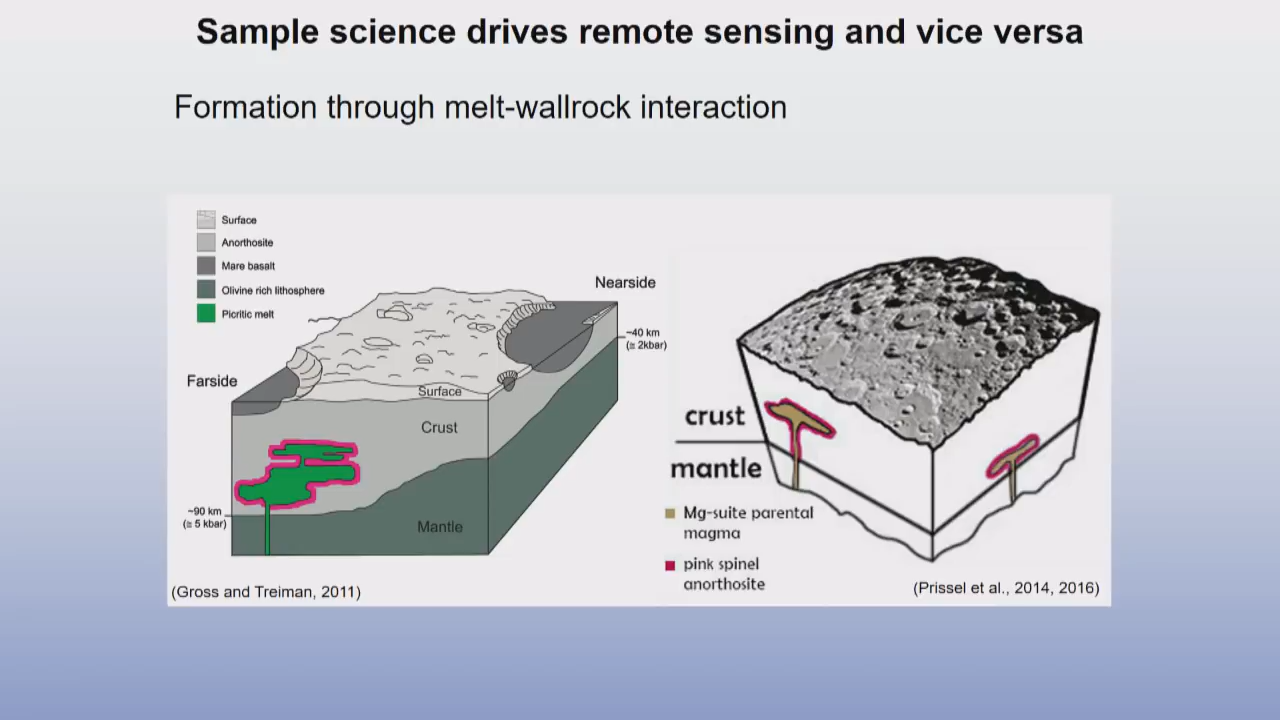 Sample science drives remote sensing and vice versa
Formation through melt-wallrock interaction
Surface
Anorthosite
Mare basalt
Olivine rich lithosphere
Picritic melt
Nearside
~40 km
(≅ 2kbar)
Farside
Surface
Crust
~90 km
(≅ 5 kbar)
Mantle
(Gross and Treiman, 2011)
crust
mantle
Mg-suite parental
magma
pink spinel
anorthosite
(Prissel et al., 2014, 2016)